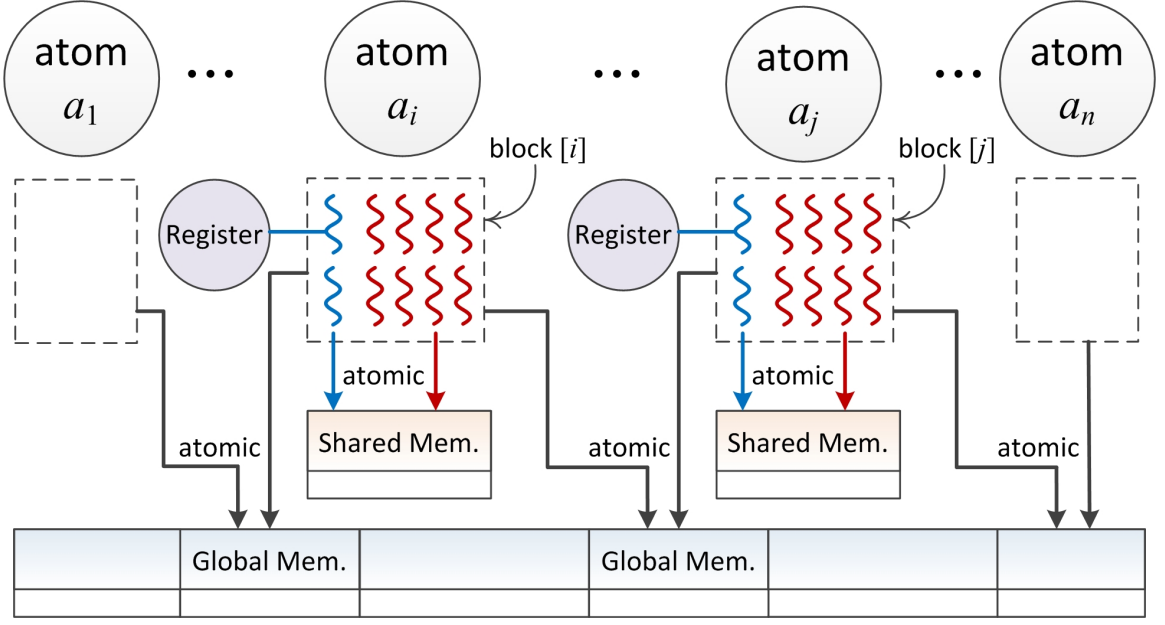 atom
a₁
...
atom
aᵢ
...
atom
aⱼ
...
atom
aₙ
block [i]
block [j]
Register
Register
atomic
atomic
atomic
Shared Mem.
atomic
Shared Mem.
atomic
Global Mem.
Global Mem.